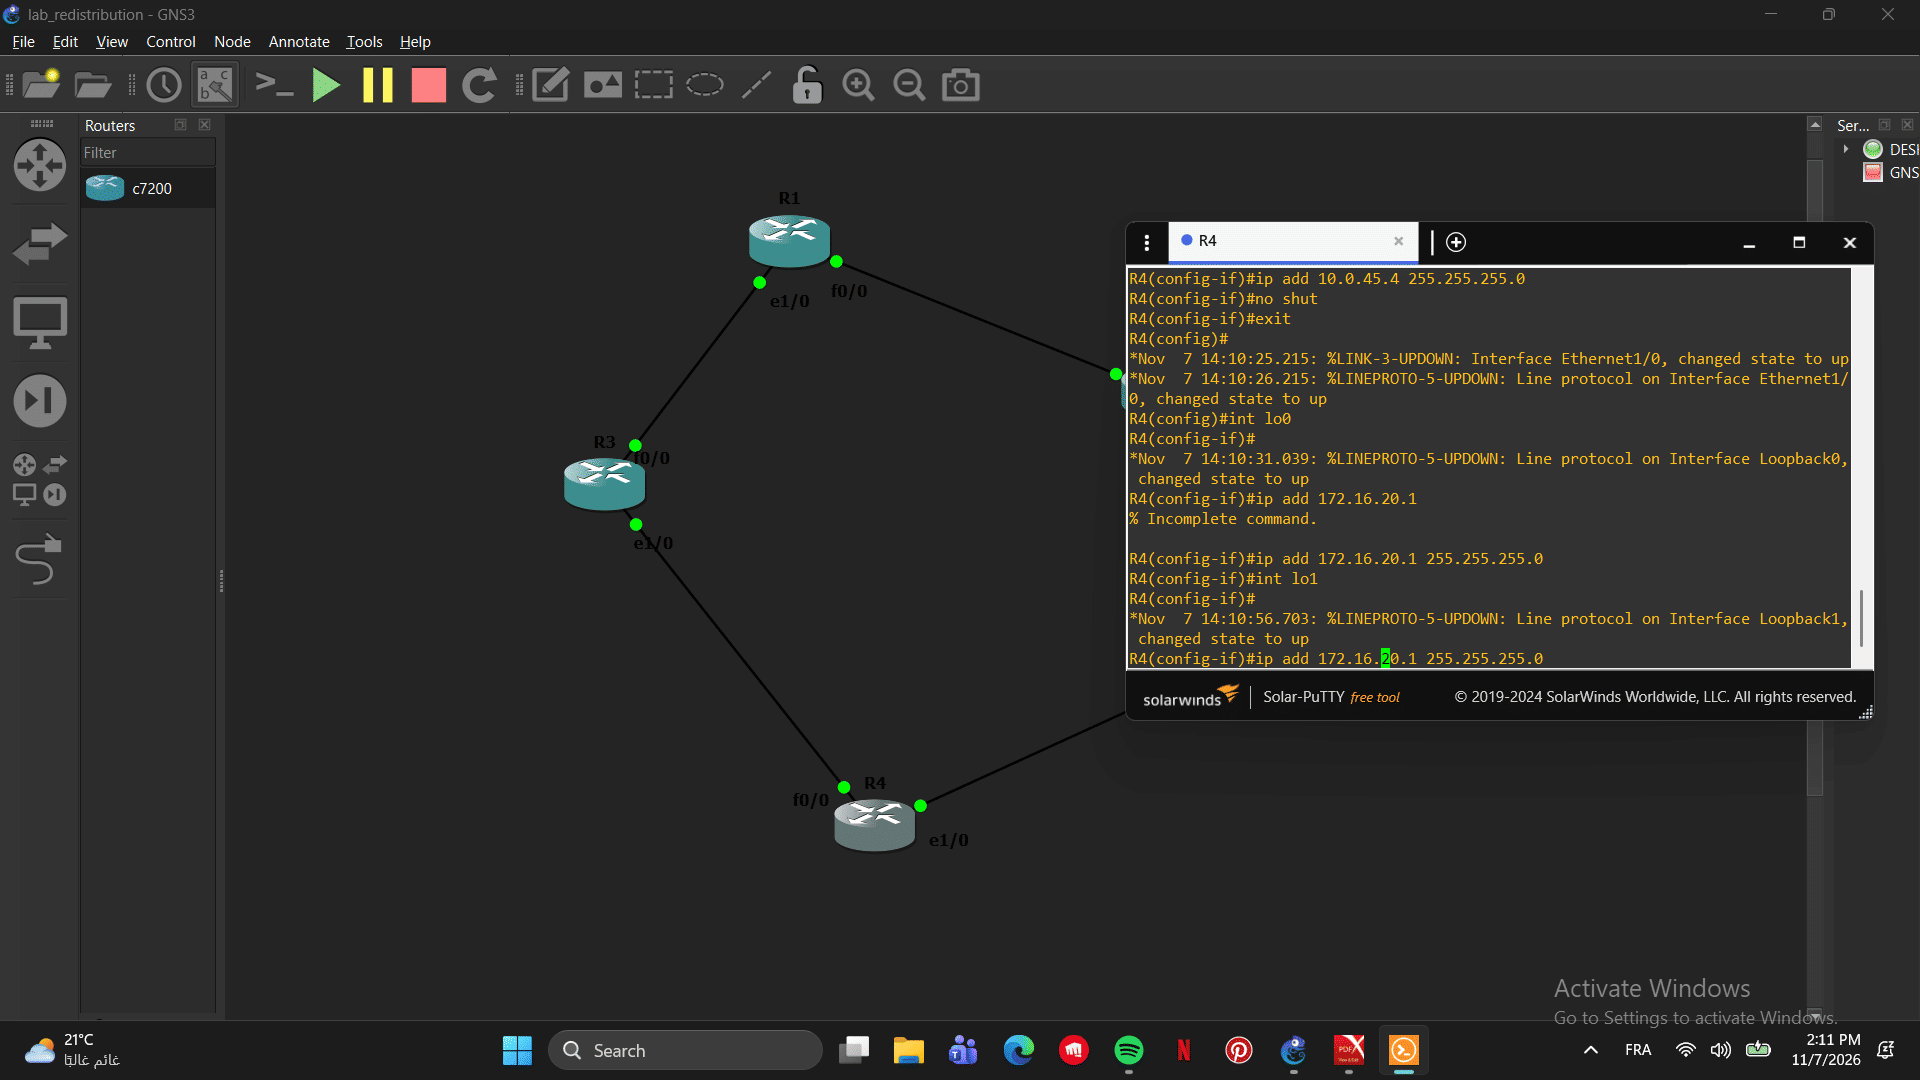 lab_redistribution - GNS3
File Edit View Control Node Annotate Tools Help
Routers
Filter
c7200
Ser...
DESH
GNS
R1
e1/0
f0/0
R3
f0/0
e1/0
R4
f0/0
e1/0
R4
R4(config-if)#ip add 10.0.45.4 255.255.255.0
R4(config-if)#no shut
R4(config-if)#exit
R4(config)#
*Nov  7 14:10:25.215: %LINK-3-UPDOWN: Interface Ethernet1/0, changed state to up
*Nov  7 14:10:26.215: %LINEPROTO-5-UPDOWN: Line protocol on Interface Ethernet1/
0, changed state to up
R4(config)#int lo0
R4(config-if)#
*Nov  7 14:10:31.039: %LINEPROTO-5-UPDOWN: Line protocol on Interface Loopback0,
changed state to up
R4(config-if)#ip add 172.16.20.1
% Incomplete command.
R4(config-if)#ip add 172.16.20.1 255.255.255.0
R4(config-if)#int lo1
R4(config-if)#
*Nov  7 14:10:56.703: %LINEPROTO-5-UPDOWN: Line protocol on Interface Loopback1,
changed state to up
R4(config-if)#ip add 172.16.20.1 255.255.255.0
solarwinds Solar-PuTTY free tool © 2019-2024 SolarWinds Worldwide, LLC. All rights reserved.
Activate Windows
Go to Settings to activate Windows.
21°C
غائم غالبًا
Search
FRA
2:11 PM
11/7/2026